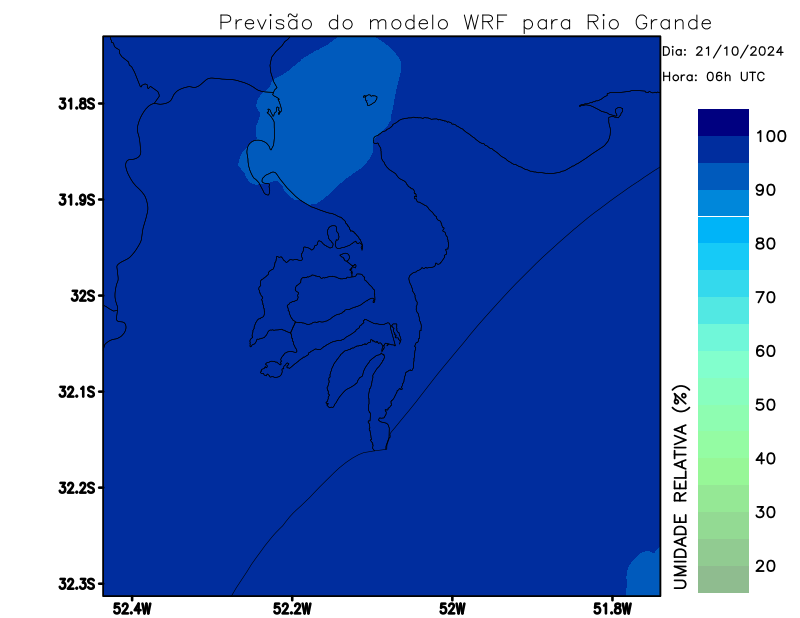 Previsão do modelo WRF para Rio Grande
Dia: 21/10/2024
Hora: 06h UTC
31.8S
31.9S
32S
32.1S
32.2S
32.3S
52.4W
52.2W
52W
51.8W
UMIDADE RELATIVA (%)
100
90
80
70
60
50
40
30
20